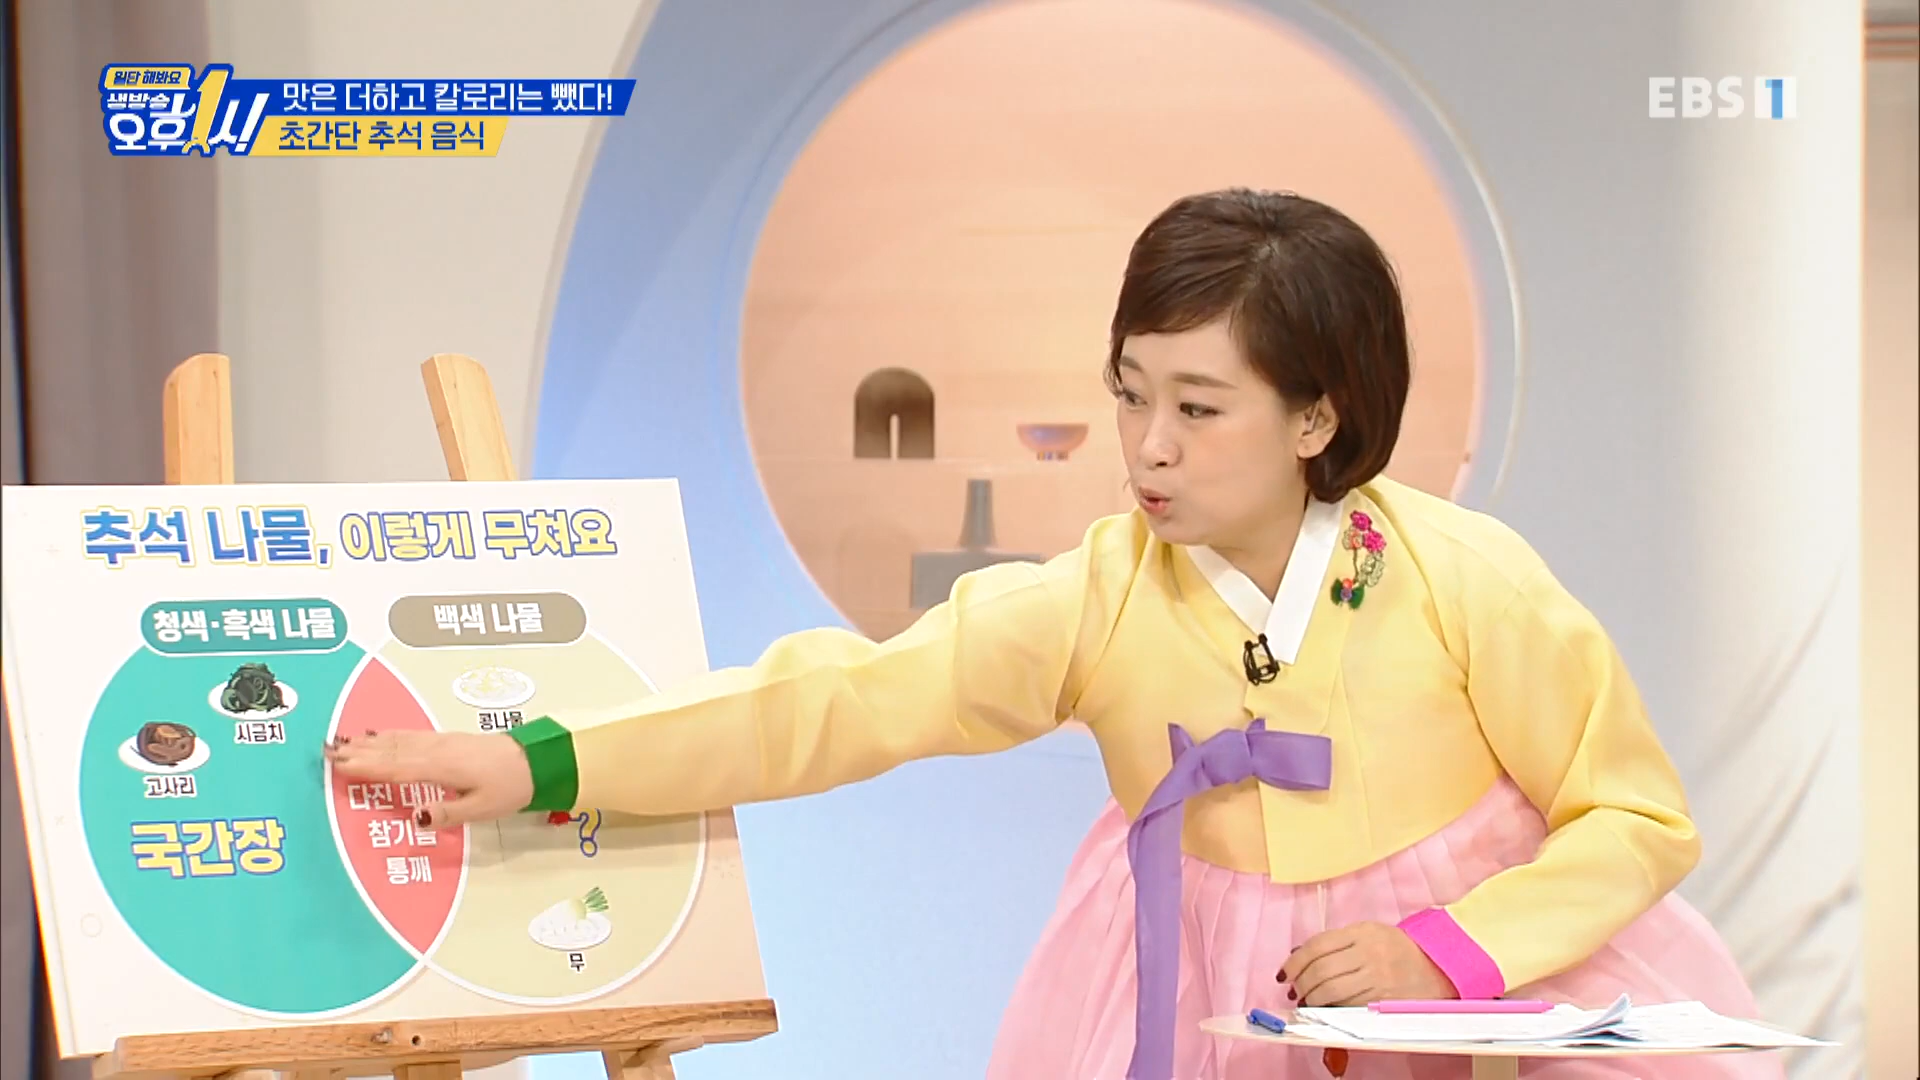 일단 해봐요
생방송
오후1시!
맛은 더하고 칼로리는 뺐다!
초간단 추석 음식
EBS 1
추석 나물, 이렇게 무쳐요
청색·흑색 나물
백색 나물
시금치
고사리
국간장
다진 대파
참기름
통깨
콩나물
?
무